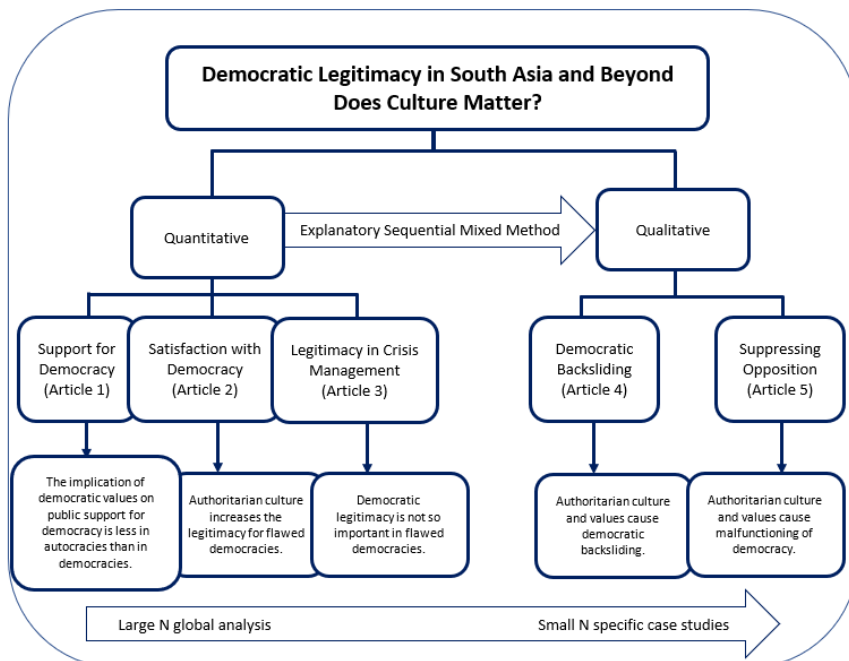 Democratic Legitimacy in South Asia and Beyond
Does Culture Matter?
Quantitative
Explanatory Sequential Mixed Method
Qualitative
Support for
Democracy
(Article 1)
Satisfaction with
Democracy
(Article 2)
Legitimacy in Crisis
Management
(Article 3)
Democratic
Backsliding
(Article 4)
Suppressing
Opposition
(Article 5)
The implication of
democratic values on
public support for
democracy is less in
autocracies than in
democracies.
Authoritarian culture
increases the
legitimacy for flawed
democracies.
Democratic
legitimacy is not so
important in flawed
democracies.
Authoritarian culture
and values cause
democratic
backsliding.
Authoritarian culture
and values cause
malfunctioning of
democracy.
Large N global analysis
Small N specific case studies